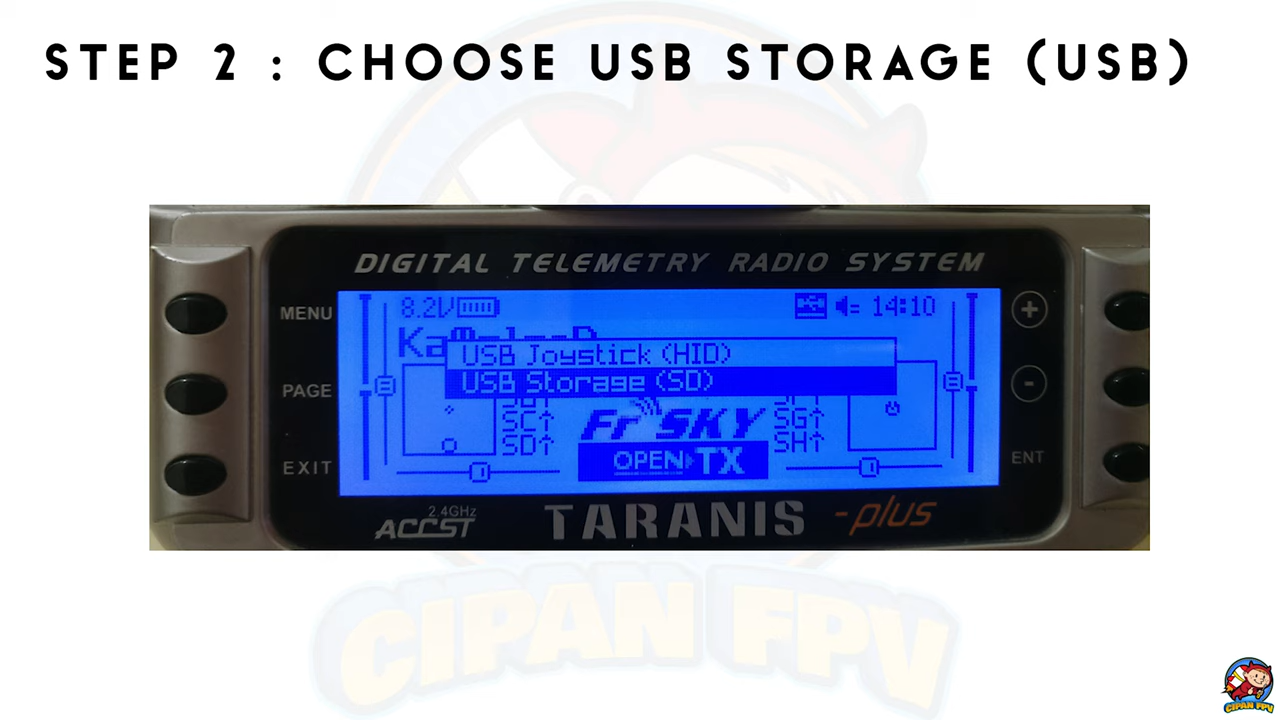 STEP 2 : CHOOSE USB STORAGE (USB)
DIGITAL TELEMETRY RADIO SYSTEM
MENU
PAGE
EXIT
8.2V
14:10
USB Joystick (HID)
USB Storage (SD)
SC↑
SD↑
SG↑
SH↑
FrSKY
OPEN TX
+
-
ENT
2.4GHz
ACCST
TARANIS -plus
CIPAN FPV
CIPAN FPV